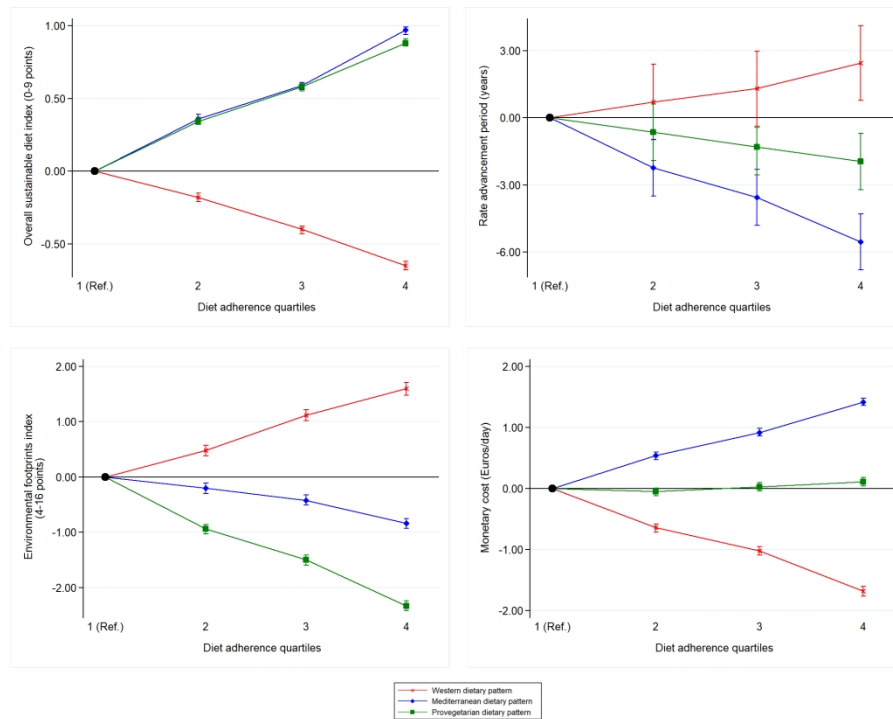 1.00
0.50
0.00
-0.50
Overall sustainable diet index (0-9 points)
1 (Ref.) 2 3 4
Diet adherence quartiles
3.00
0.00
-3.00
-6.00
Rate advancement period (years)
1 (Ref.) 2 3 4
Diet adherence quartiles
2.00
1.00
0.00
-1.00
-2.00
Environmental footprints index
(4-16 points)
1 (Ref.) 2 3 4
Diet adherence quartiles
2.00
1.00
0.00
-1.00
-2.00
Monetary cost (Euros/day)
1 (Ref.) 2 3 4
Diet adherence quartiles
Western dietary pattern
Mediterranean dietary pattern
Provegetarian dietary pattern